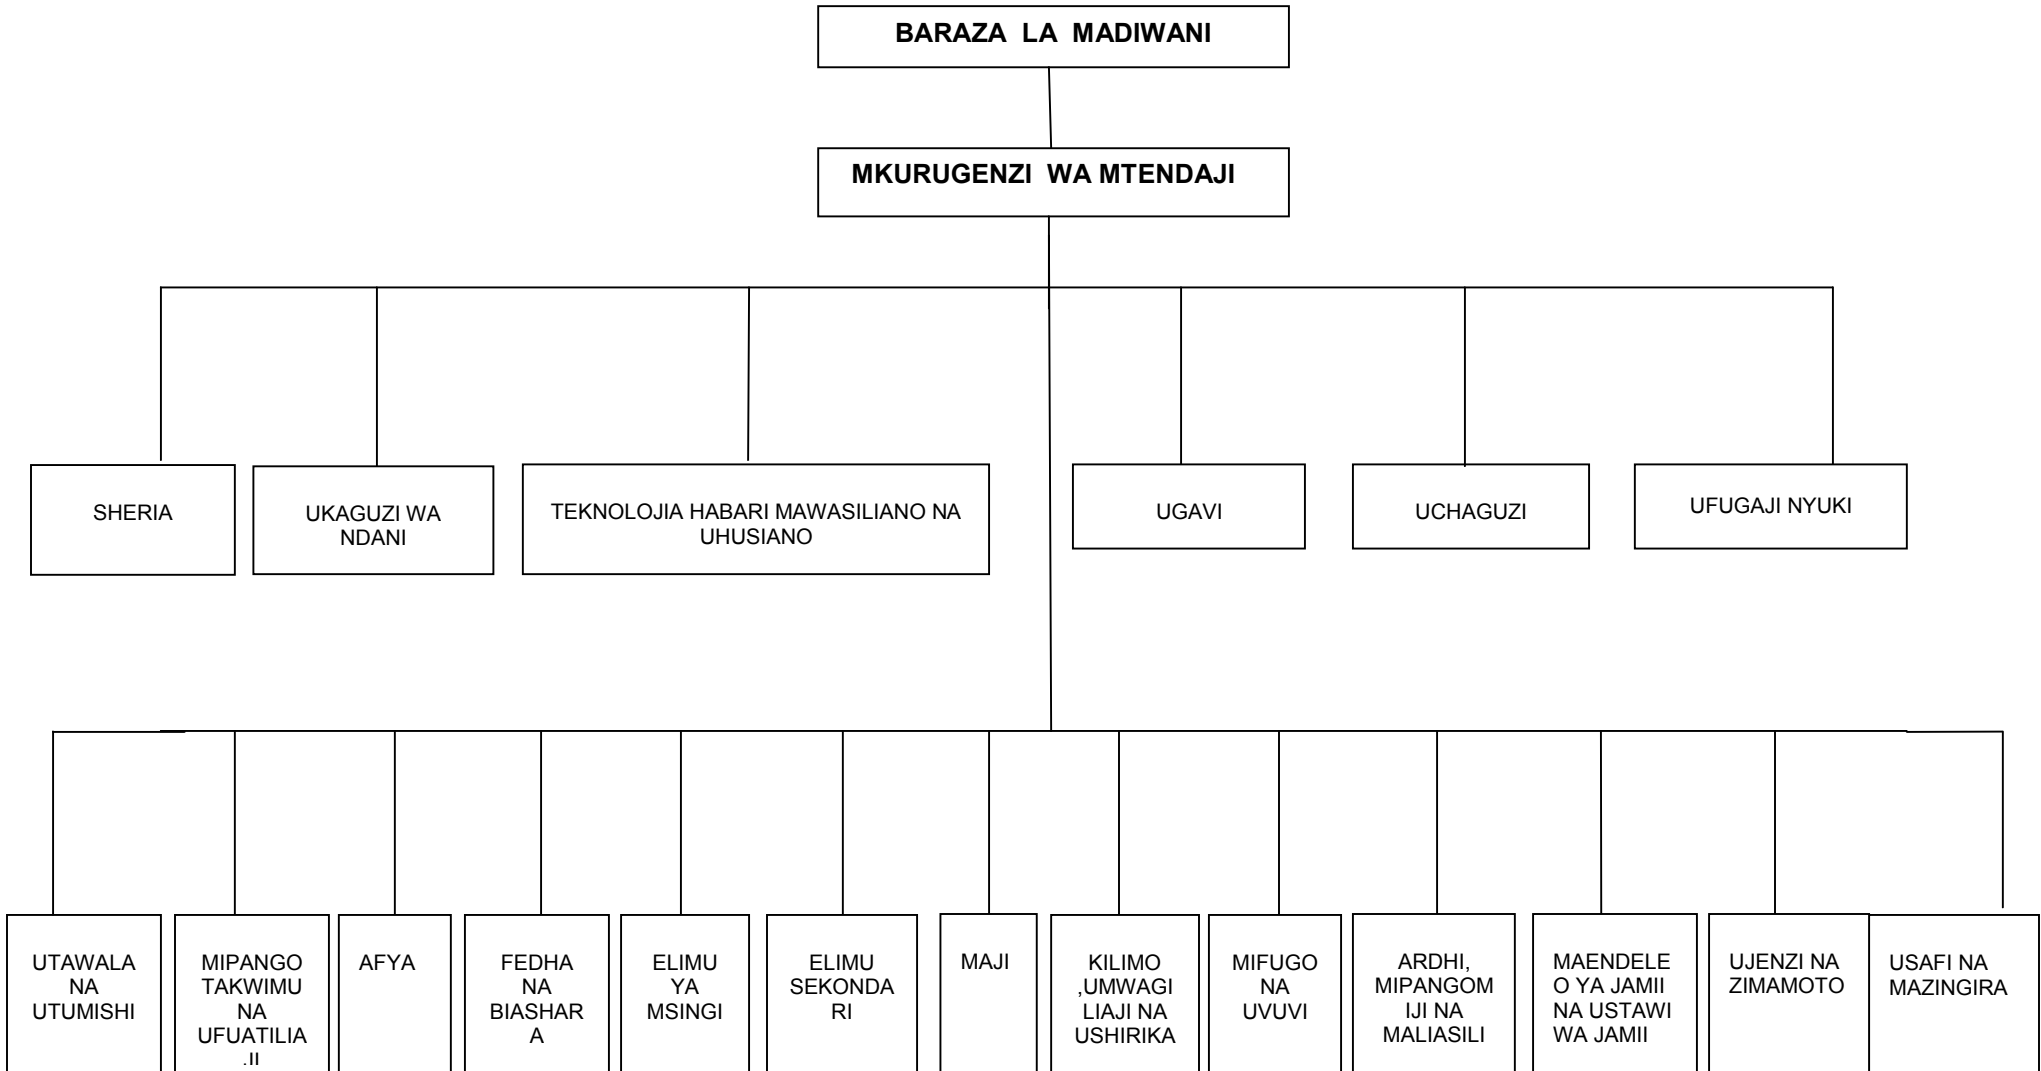 BARAZA LA MADIWANI
MKURUGENZI WA MTENDAJI
SHERIA
UKAGUZI WA
NDANI
TEKNOLOJIA HABARI MAWASILIANO NA
UHUSIANO
UGAVI
UCHAGUZI
UFUGAJI NYUKI
UTAWALA
NA
UTUMISHI
MIPANGO
TAKWIMU
NA
UFUATILIA
JI
AFYA
FEDHA
NA
BIASHAR
A
ELIMU
YA
MSINGI
ELIMU
SEKONDA
RI
MAJI
KILIMO
,UMWAGI
LIAJI NA
USHIRIKA
MIFUGO
NA
UVUVI
ARDHI,
MIPANGOM
IJI NA
MALIASILI
MAENDELE
O YA JAMII
NA USTAWI
WA JAMII
UJENZI NA
ZIMAMOTO
USAFI NA
MAZINGIRA